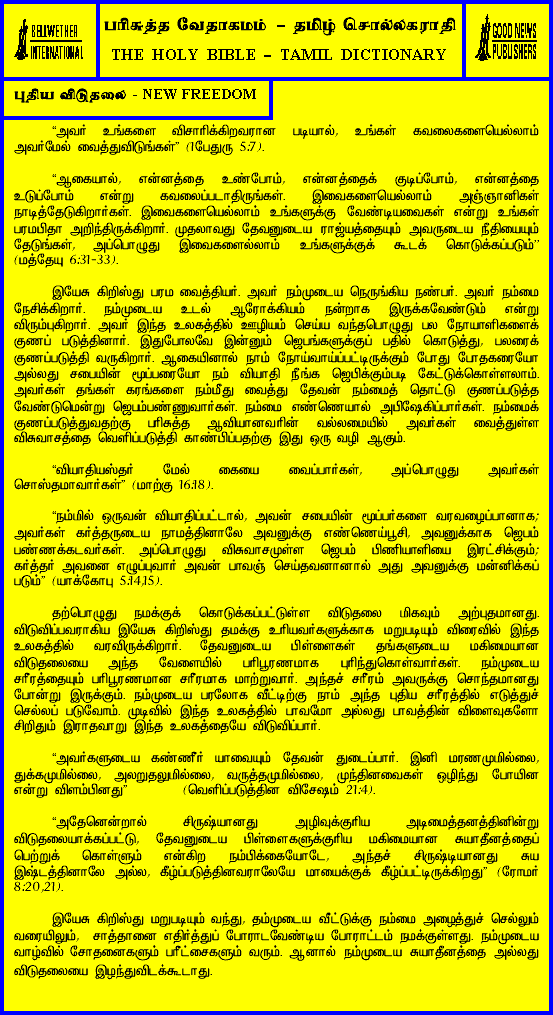 BELLWETHER
INTERNATIONAL
பரிசுத்த வேதாகமம் – தமிழ் சொல்லகராதி
THE HOLY BIBLE – TAMIL DICTIONARY
GOOD NEWS
PUBLISHERS
புதிய விடுதலை - NEW FREEDOM
“அவர் உங்களை விசாரிக்கிறவரான படியால், உங்கள் கவலைகளையெல்லாம்
அவர்மேல் வைத்துவிடுங்கள்” (1பேதுரு 5:7).
“ஆகையால், என்னத்தை உண்போம், என்னத்தைக் குடிப்போம், என்னத்தை
உடுப்போம் என்று கவலைப்படாதிருங்கள். இவைகளையெல்லாம் அஞ்ஞானிகள்
நாடித்தேடுகிறார்கள். இவைகளையெல்லாம் உங்களுக்கு வேண்டியவைகள் என்று உங்கள்
பரமபிதா அறிந்திருக்கிறார். முதலாவது தேவனுடைய ராஜ்யத்தையும் அவருடைய நீதியையும்
தேடுங்கள், அப்பொழுது இவைகளெல்லாம் உங்களுக்குக் கூடக் கொடுக்கப்படும்”
(மத்தேயு 6:31-33).
இயேசு கிறிஸ்து பரம வைத்தியர். அவர் நம்முடைய நெருங்கிய நண்பர். அவர் நம்மை
நேசிக்கிறார். நம்முடைய உடல் ஆரோக்கியம் நன்றாக இருக்கவேண்டும் என்று
விரும்புகிறார். அவர் இந்த உலகத்தில் ஊழியம் செய்ய வந்தபொழுது பல நோயாளிகளைக்
குணப் படுத்தினார். இதுபோலவே இன்னும் ஜெபங்களுக்குப் பதில் கொடுத்து, பலரைக்
குணப்படுத்தி வருகிறார். ஆகையினால் நாம் நோய்வாய்ப்பட்டிருக்கும் போது போதகரையோ
அல்லது சபையின் மூப்பரையோ நம் வியாதி நீங்க ஜெபிக்கும்படி கேட்டுக்கொள்ளலாம்.
அவர்கள் தங்கள் கரங்களை நம்மீது வைத்து தேவன் நம்மைத் தொட்டு குணப்படுத்த
வேண்டுமென்று ஜெபம்பண்ணுவார்கள். நம்மை எண்ணெயால் அபிஷேகிப்பார்கள். நம்மைக்
குணப்படுத்துவதற்கு பரிசுத்த ஆவியானவரின் வல்லமையில் அவர்கள் வைத்துள்ள
விசுவாசத்தை வெளிப்படுத்தி காண்பிப்பதற்கு இது ஒரு வழி ஆகும்.
“வியாதியஸ்தர் மேல் கையை வைப்பார்கள், அப்பொழுது அவர்கள்
சொஸ்தமாவார்கள்” (மாற்கு 16:18).
“நம்மில் ஒருவன் வியாதிப்பட்டால், அவன் சபையின் மூப்பர்களை வரவழைப்பானாக;
அவர்கள் கர்த்தருடைய நாமத்தினாலே அவனுக்கு எண்ணெய்பூசி, அவனுக்காக ஜெபம்
பண்ணக்கடவர்கள். அப்பொழுது விசுவாசமுள்ள ஜெபம் பிணியாளியை இரட்சிக்கும்;
கர்த்தர் அவனை எழுப்புவார் அவன் பாவஞ் செய்தவனானால் அது அவனுக்கு மன்னிக்கப்
படும்” (யாக்கோபு 5:14,15).
தற்பொழுது நமக்குக் கொடுக்கப்பட்டுள்ள விடுதலை மிகவும் அற்புதமானது.
விடுவிப்பவராகிய இயேசு கிறிஸ்து தமக்கு உரியவர்களுக்காக மறுபடியும் விரைவில் இந்த
உலகத்தில் வரவிருக்கிறார். தேவனுடைய பிள்ளைகள் தங்களுடைய மகிமையான
விடுதலையை அந்த வேளையில் பரிபூரணமாக புரிந்துகொள்வார்கள். நம்முடைய
சரீரத்தையும் பரிபூரணமான சரீரமாக மாற்றுவார். அந்தச் சரீரம் அவருக்கு சொந்தமானது
போன்று இருக்கும். நம்முடைய பரலோக வீட்டிற்கு நாம் அந்த புதிய சரீரத்தில் எடுத்துச்
செல்லப் படுவோம். முடிவில் இந்த உலகத்தில் பாவமோ அல்லது பாவத்தின் விளைவுகளோ
சிறிதும் இராதவாறு இந்த உலகத்தையே விடுவிப்பார்.
“அவர்களுடைய கண்ணீர் யாவையும் தேவன் துடைப்பார். இனி மரணமுமில்லை,
துக்கமுமில்லை, அலறுதலுமில்லை, வருத்தமுமில்லை, முந்தினவைகள் ஒழிந்து போயின
என்று விளம்பினது” (வெளிப்படுத்தின விசேஷம் 21:4).
“அதேனென்றால் சிருஷ்யானது அழிவுக்குரிய அடிமைத்தனத்தினின்று
விடுதலையாக்கப்பட்டு, தேவனுடைய பிள்ளைகளுக்குரிய மகிமையான சுயாதீனத்தைப்
பெற்றுக் கொள்ளும் என்கிற நம்பிக்கையோடே, அந்தச் சிருஷ்டியானது சுய
இஷ்டத்தினாலே அல்ல, கீழ்ப்படுத்தினவராலேயே மாயைக்குக் கீழ்ப்பட்டிருக்கிறது” (ரோமர்
8:20,21).
இயேசு கிறிஸ்து மறுபடியும் வந்து, தம்முடைய வீட்டுக்கு நம்மை அழைத்துச் செல்லும்
வரையிலும், சாத்தானை எதிர்த்துப் போராடவேண்டிய போராட்டம் நமக்குள்ளது. நம்முடைய
வாழ்வில் சோதனைகளும் பரீட்சைகளும் வரும். ஆனால் நம்முடைய சுயாதீனத்தை அல்லது
விடுதலையை இழந்துவிடக்கூடாது.